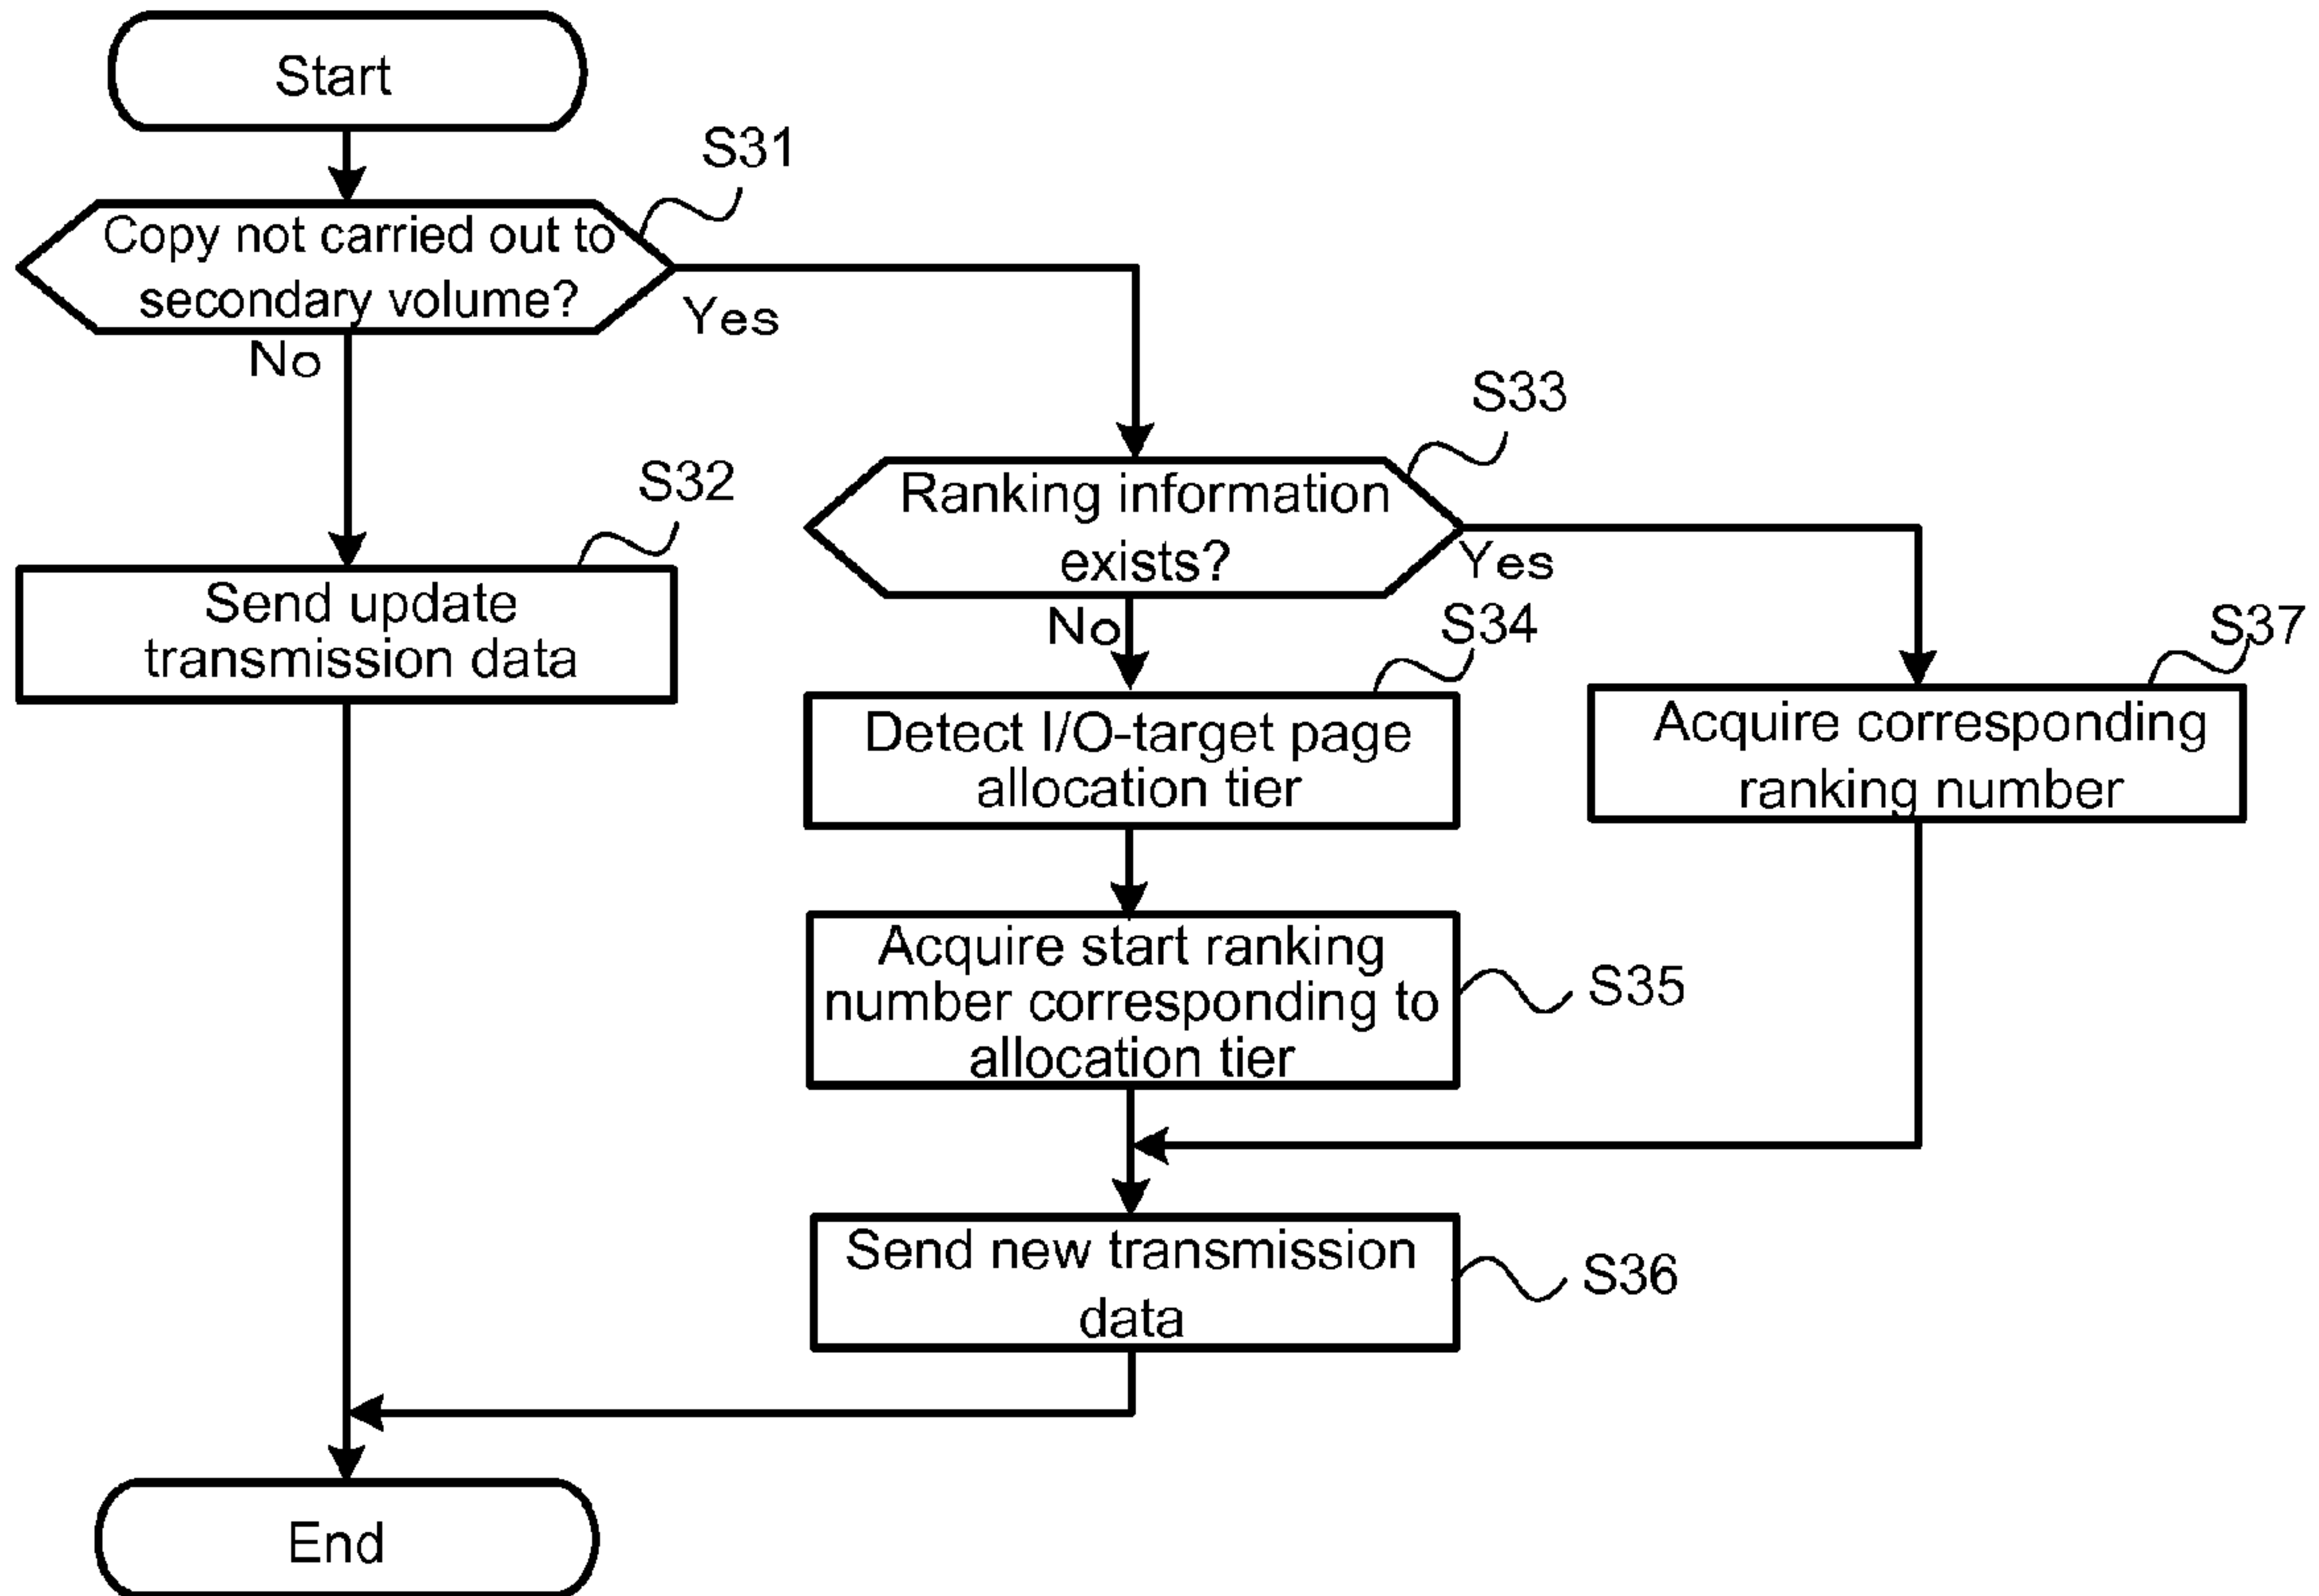 Start
S31
Copy not carried out to
secondary volume?
Yes
No
S33
Ranking information
exists?
Yes
No
S32
Send update
transmission data
S34
Detect I/O-target page
allocation tier
S37
Acquire corresponding
ranking number
Acquire start ranking
number corresponding to
allocation tier
S35
Send new transmission
data
S36
End